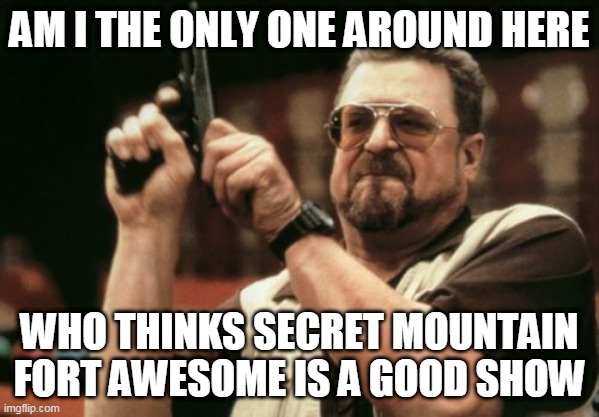 AM I THE ONLY ONE AROUND HERE
WHO THINKS SECRET MOUNTAIN
FORT AWESOME IS A GOOD SHOW
imgflip.com